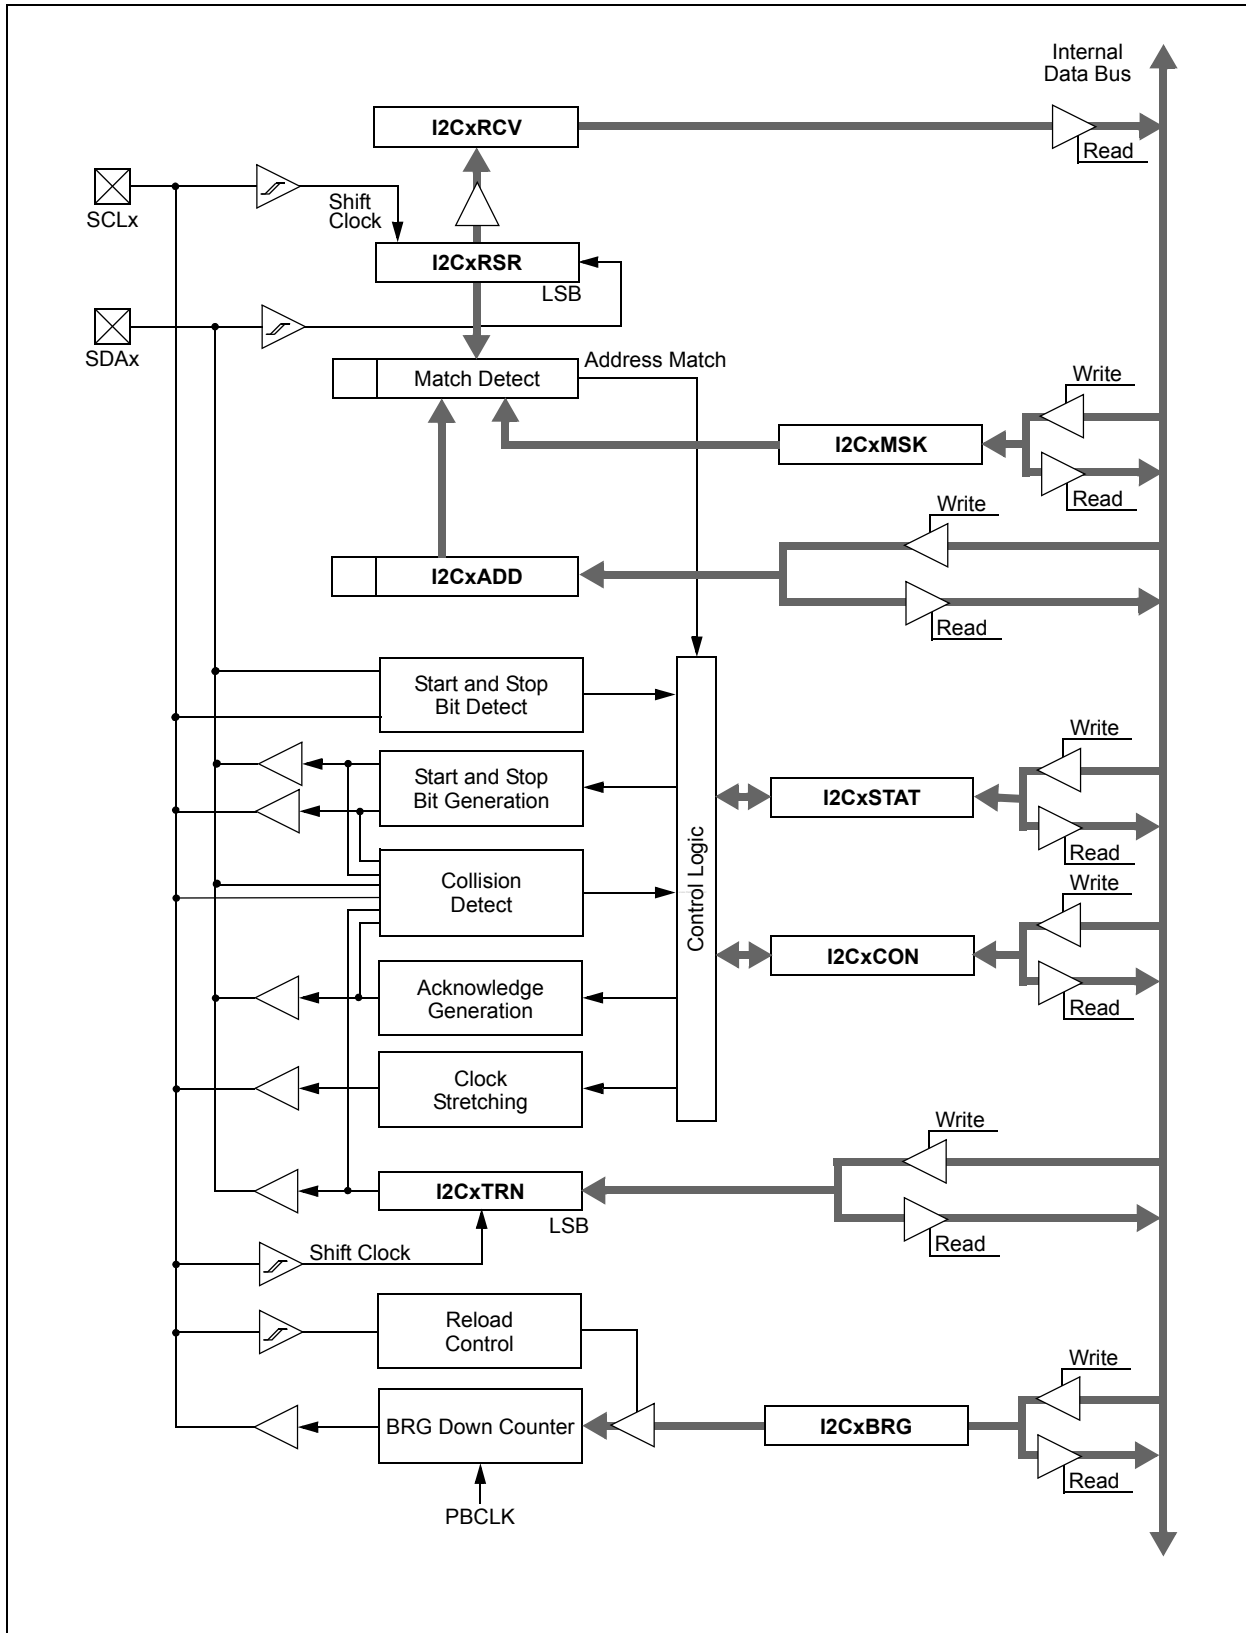 Internal
Data Bus
I2CxRCV
Read
SCLx
Shift
Clock
I2CxRSR
LSB
SDAx
Address Match
Match Detect
Write
I2CxMSK
Read
Write
I2CxADD
Read
Start and Stop
Bit Detect
Write
Start and Stop
Bit Generation
I2CxSTAT
Read
Control Logic
Collision
Detect
Write
I2CxCON
Read
Acknowledge
Generation
Clock
Stretching
Write
I2CxTRN
LSB
Read
Shift Clock
Reload
Control
Write
BRG Down Counter
I2CxBRG
Read
PBCLK